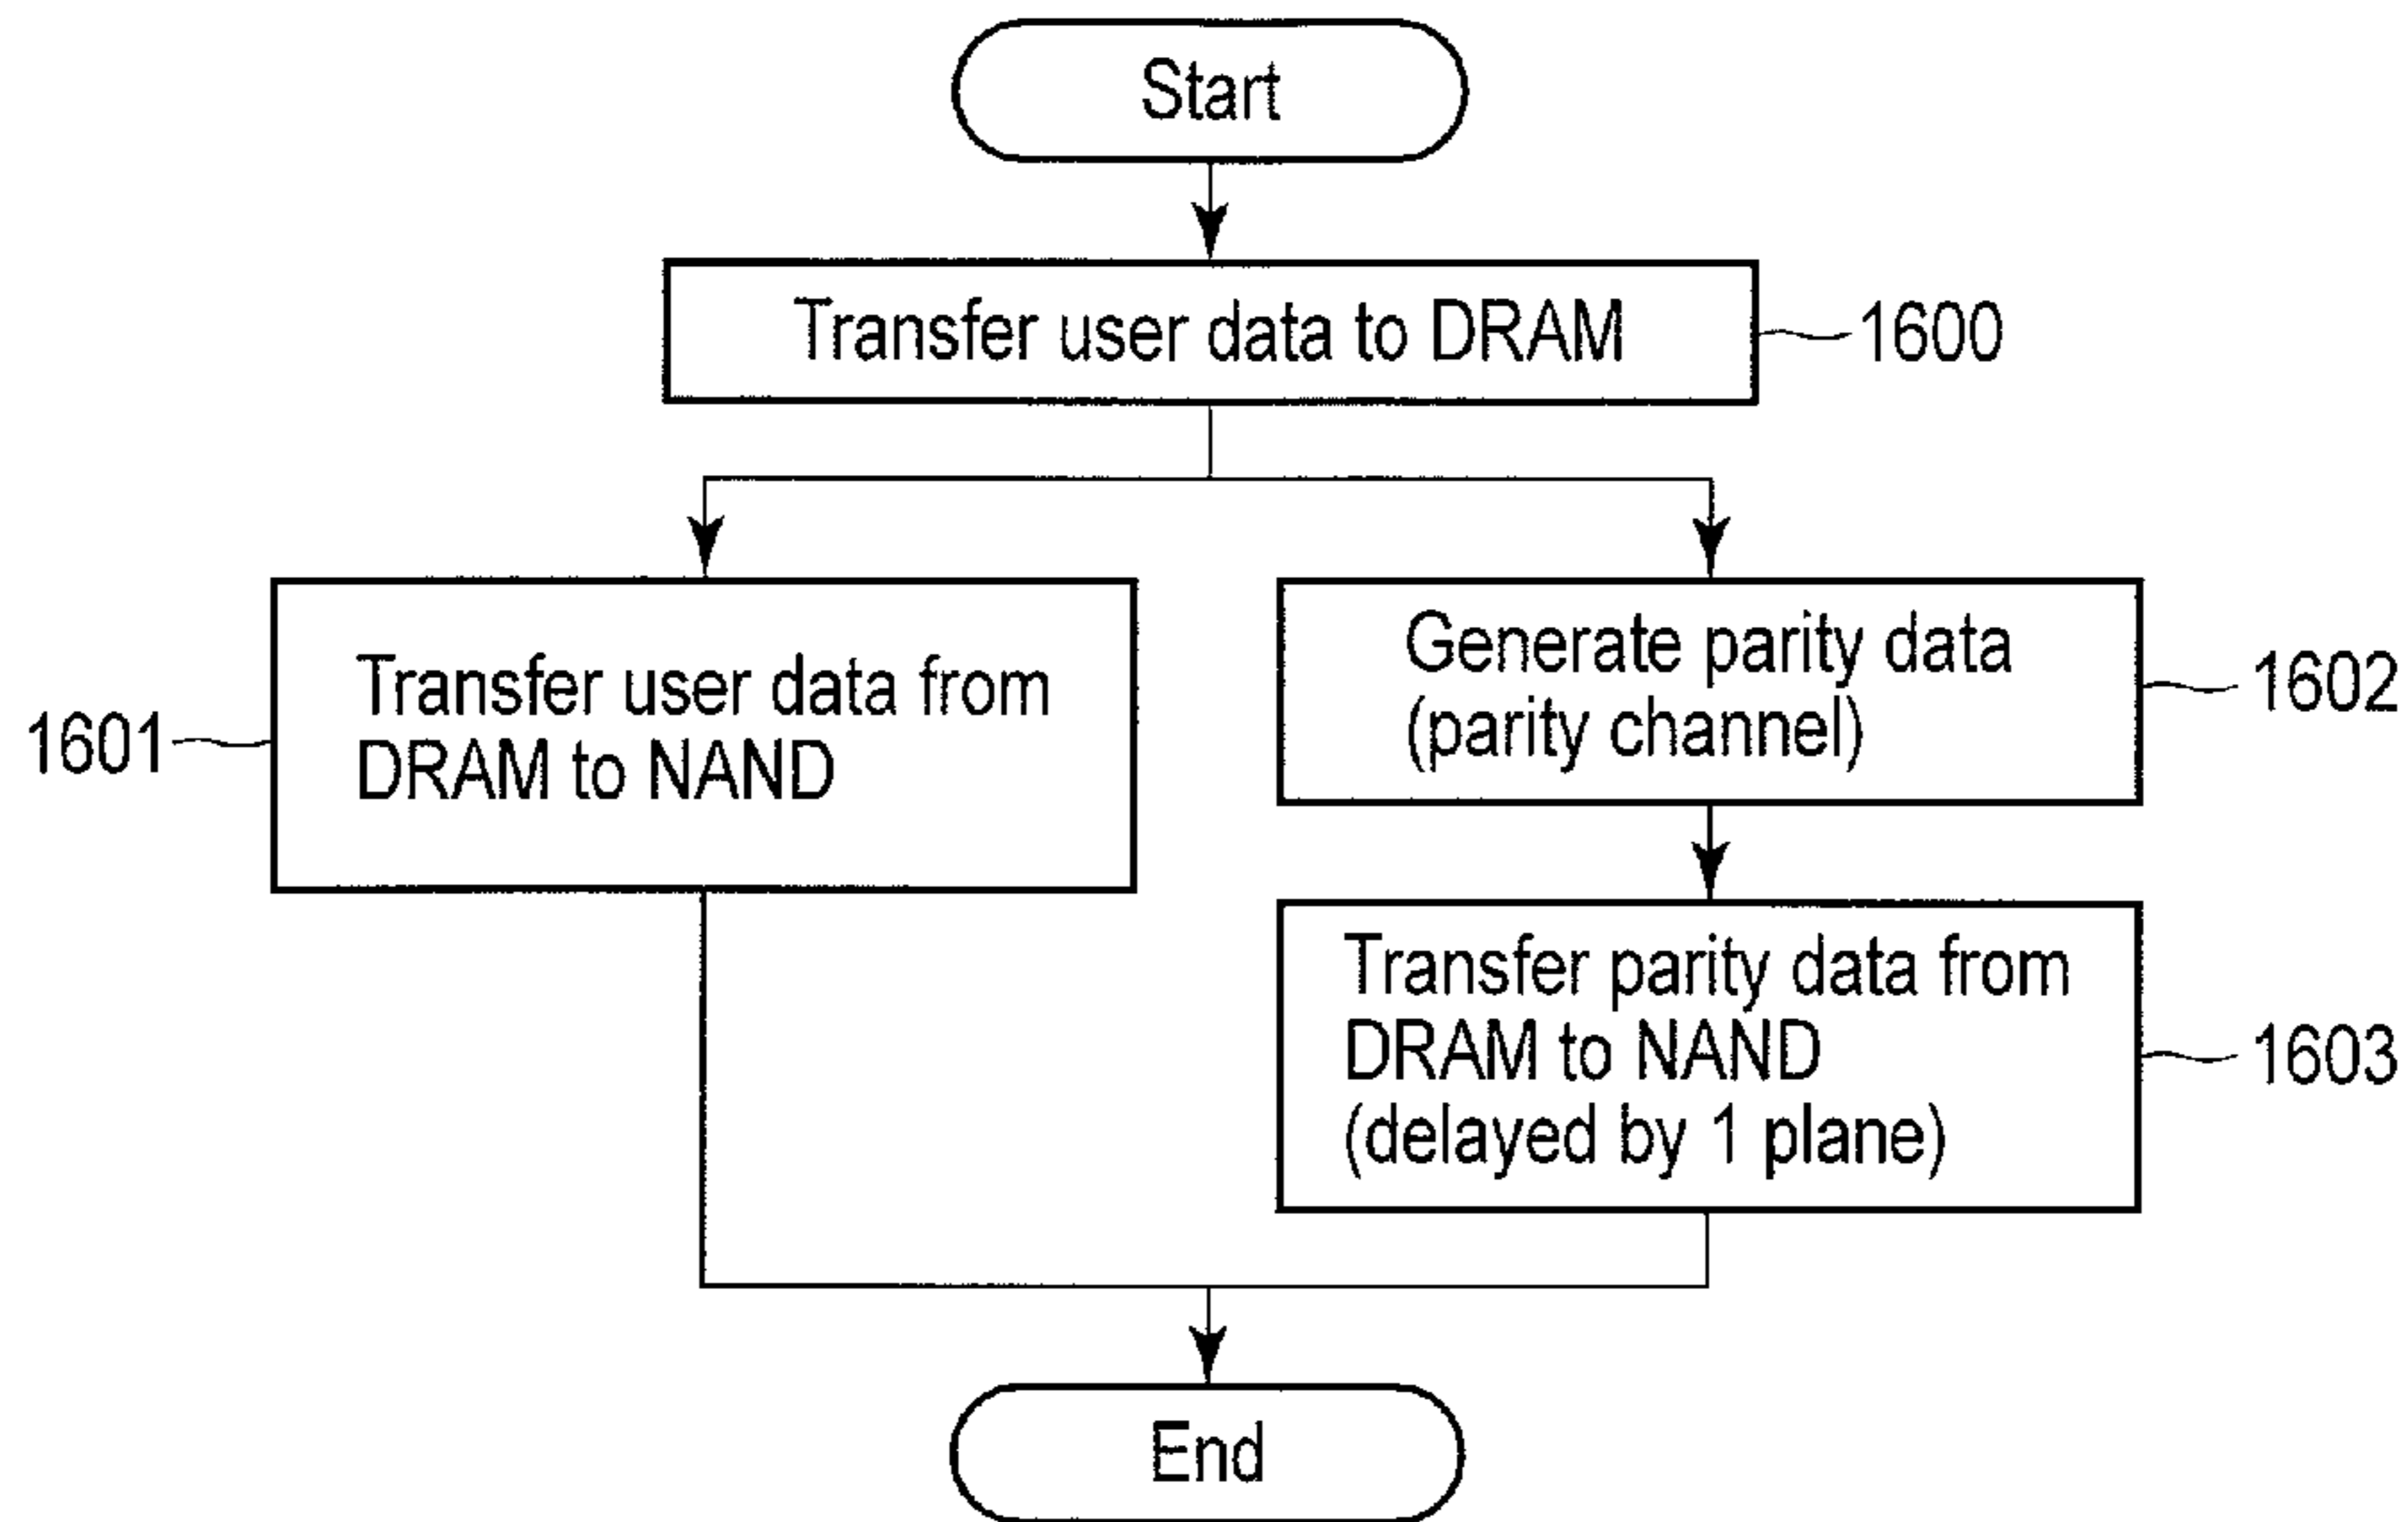 Start
Transfer user data to DRAM
1600
Transfer user data from
DRAM to NAND
1601
Generate parity data
(parity channel)
1602
Transfer parity data from
DRAM to NAND
(delayed by 1 plane)
1603
End